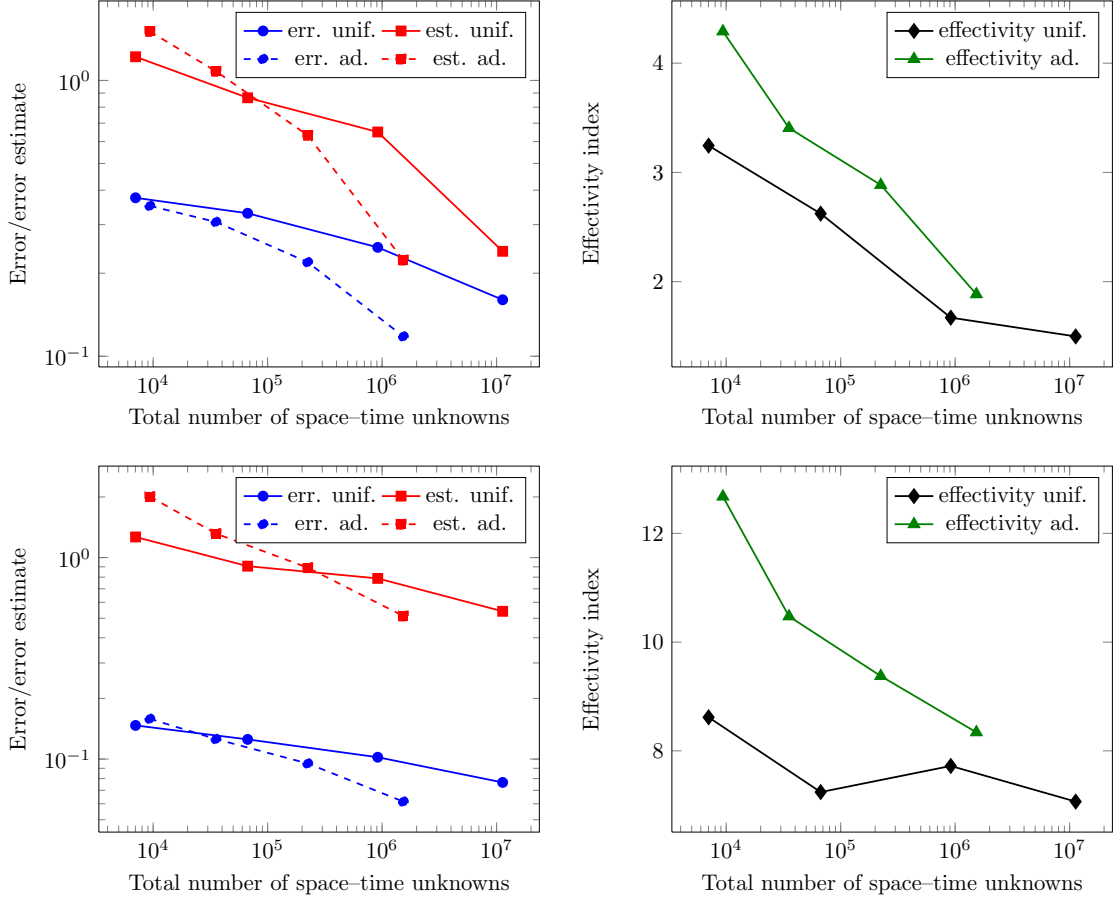 err. unif. est. unif.
err. ad. est. ad.
10^0
10^-1
10^4 10^5 10^6 10^7
Error/error estimate
Total number of space–time unknowns
effectivity unif.
effectivity ad.
4
3
2
10^4 10^5 10^6 10^7
Effectivity index
Total number of space–time unknowns
err. unif. est. unif.
err. ad. est. ad.
10^0
10^-1
10^4 10^5 10^6 10^7
Error/error estimate
Total number of space–time unknowns
effectivity unif.
effectivity ad.
12
10
8
10^4 10^5 10^6 10^7
Effectivity index
Total number of space–time unknowns